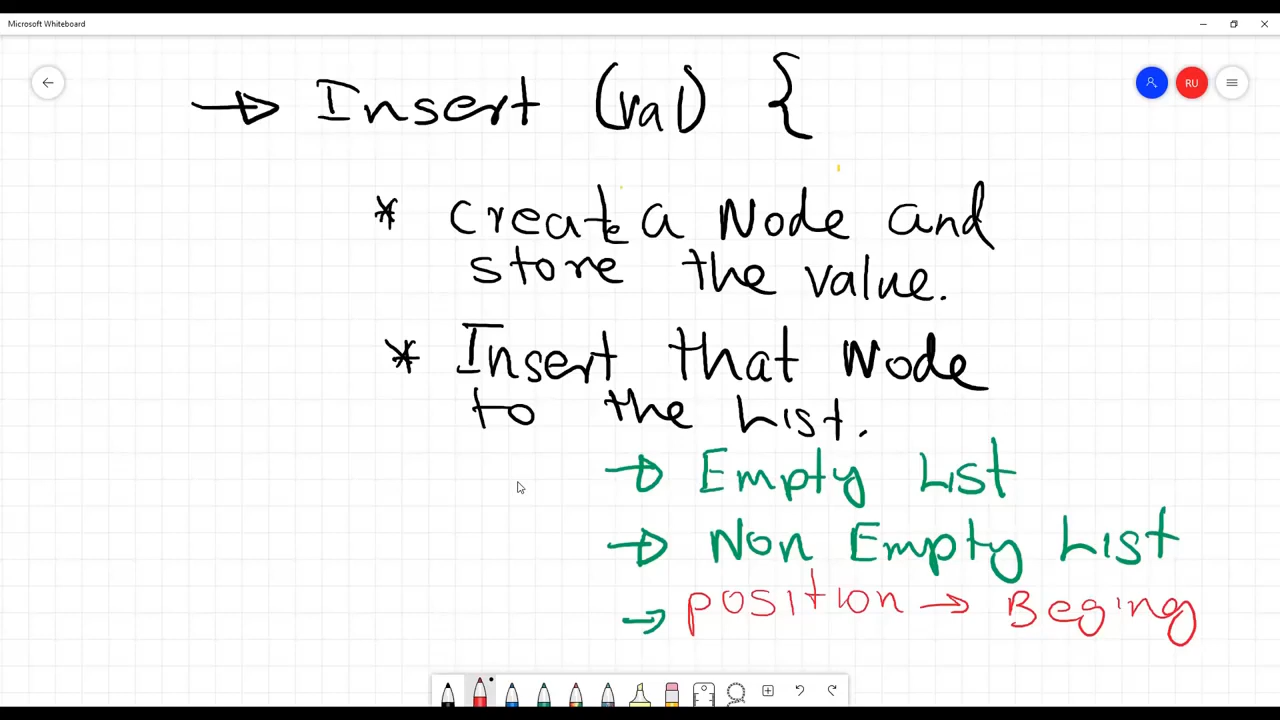 Microsoft Whiteboard
RU
→ Insert (val) {
* Create a Node and
store the value.
* Insert that Node
to the List.
→ Empty List
→ Non Empty List
→ position → Beging